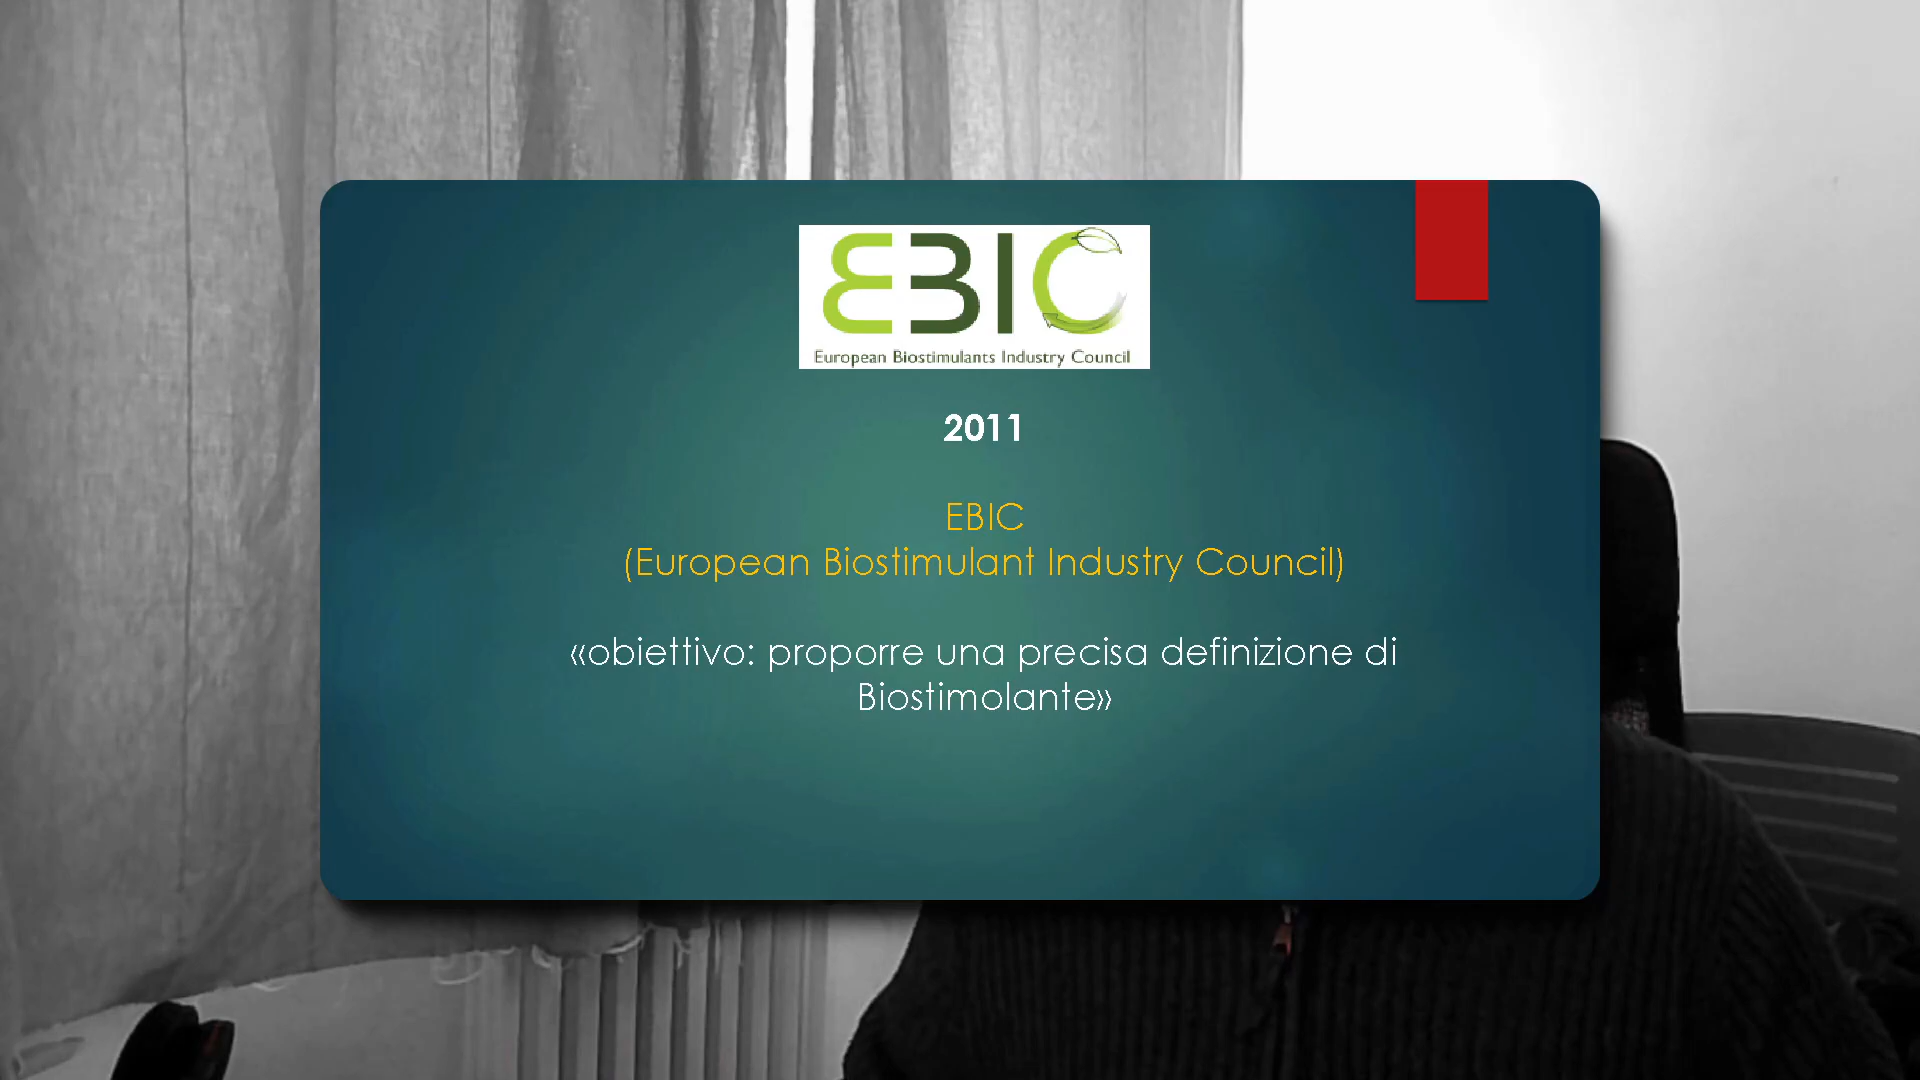 EBIC
European Biostimulants Industry Council
2011
EBIC
(European Biostimulant Industry Council)
«obiettivo: proporre una precisa definizione di
Biostimolante»